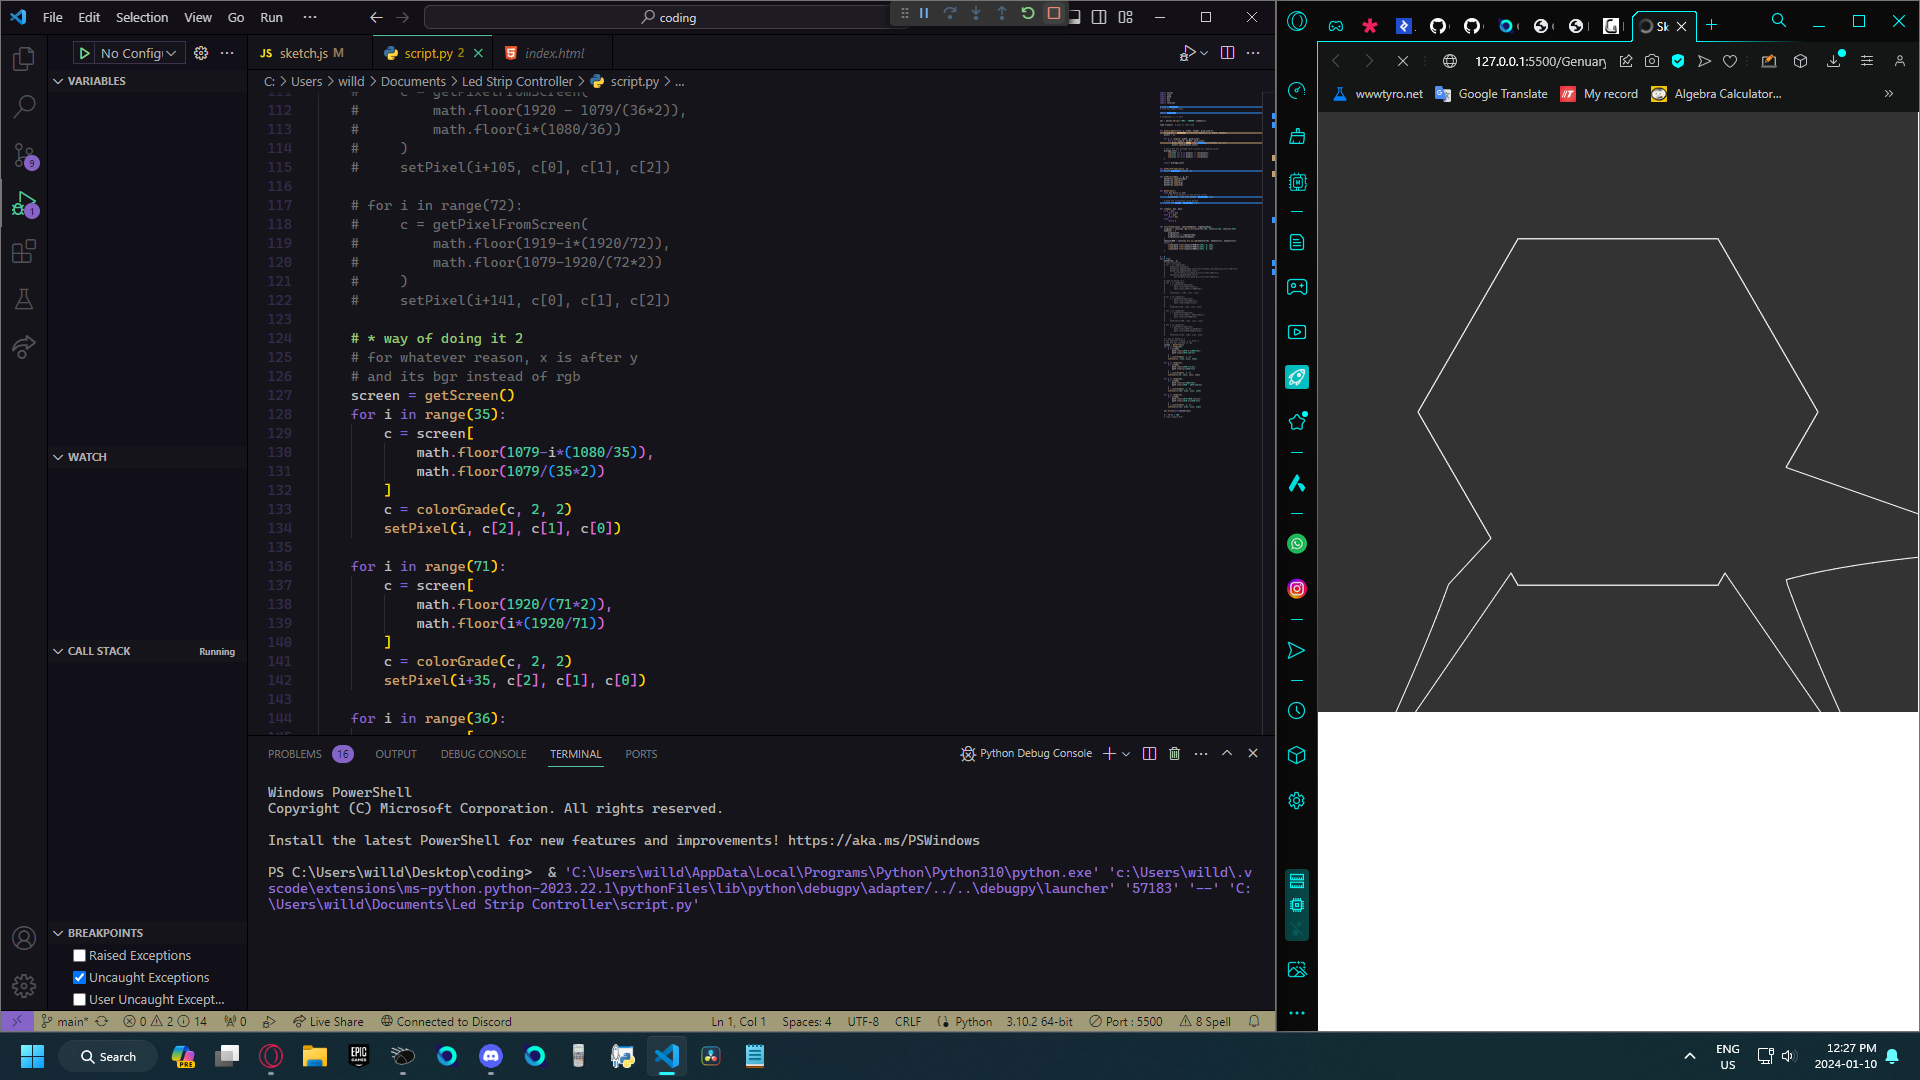 File Edit Selection View Go Run ···
coding
No Config
VARIABLES
WATCH
CALL STACK Running
BREAKPOINTS
Raised Exceptions
Uncaught Exceptions
User Uncaught Except...
JS sketch.js M
script.py 2
index.html
C: > Users > willd > Documents > Led Strip Controller > script.py > ...
111 # c = getPixelFromScreen(
112 # math.floor(1920 - 1079/(36*2)),
113 # math.floor(i*(1080/36))
114 # )
115 # setPixel(i+105, c[0], c[1], c[2])
116
117 # for i in range(72):
118 # c = getPixelFromScreen(
119 # math.floor(1919-i*(1920/72)),
120 # math.floor(1079-1920/(72*2))
121 # )
122 # setPixel(i+141, c[0], c[1], c[2])
123
124 # * way of doing it 2
125 # for whatever reason, x is after y
126 # and its bgr instead of rgb
127 screen = getScreen()
128 for i in range(35):
129 c = screen[
130 math.floor(1079-i*(1080/35)),
131 math.floor(1079/(35*2))
132 ]
133 c = colorGrade(c, 2, 2)
134 setPixel(i, c[2], c[1], c[0])
135
136 for i in range(71):
137 c = screen[
138 math.floor(1920/(71*2)),
139 math.floor(i*(1920/71))
140 ]
141 c = colorGrade(c, 2, 2)
142 setPixel(i+35, c[2], c[1], c[0])
143
144 for i in range(36):
PROBLEMS 16 OUTPUT DEBUG CONSOLE TERMINAL PORTS
Python Debug Console
Windows PowerShell
Copyright (C) Microsoft Corporation. All rights reserved.
Install the latest PowerShell for new features and improvements! https://aka.ms/PSWindows
PS C:\Users\willd\Desktop\coding> & 'C:\Users\willd\AppData\Local\Programs\Python\Python310\python.exe' 'c:\Users\willd\.v
scode\extensions\ms-python.python-2023.22.1\pythonFiles\lib\python\debugpy\adapter/../..\debugpy\launcher' '57183' '--' 'C:
\Users\willd\Documents\Led Strip Controller\script.py'
main* 0 2 14 0 Live Share Connected to Discord
Ln 1, Col 1 Spaces: 4 UTF-8 CRLF Python 3.10.2 64-bit Port : 5500 8 Spell
9
1
Sk
127.0.0.1:5500/Genuary
wwwtyro.net Google Translate My record Algebra Calculator...
Search
PRE
EPIC GAMES
ENG
US
12:27 PM
2024-01-10